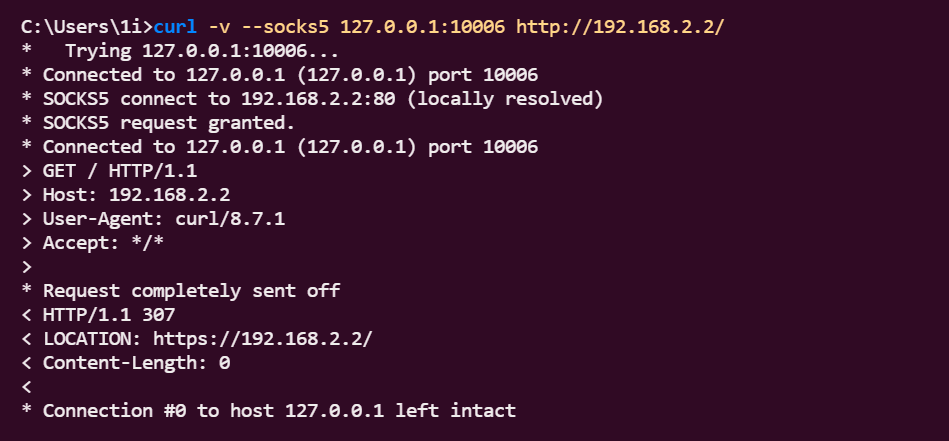 C:\Users\1i>curl -v --socks5 127.0.0.1:10006 http://192.168.2.2/
*   Trying 127.0.0.1:10006...
* Connected to 127.0.0.1 (127.0.0.1) port 10006
* SOCKS5 connect to 192.168.2.2:80 (locally resolved)
* SOCKS5 request granted.
* Connected to 127.0.0.1 (127.0.0.1) port 10006
> GET / HTTP/1.1
> Host: 192.168.2.2
> User-Agent: curl/8.7.1
> Accept: */*
>
* Request completely sent off
< HTTP/1.1 307
< LOCATION: https://192.168.2.2/
< Content-Length: 0
<
* Connection #0 to host 127.0.0.1 left intact